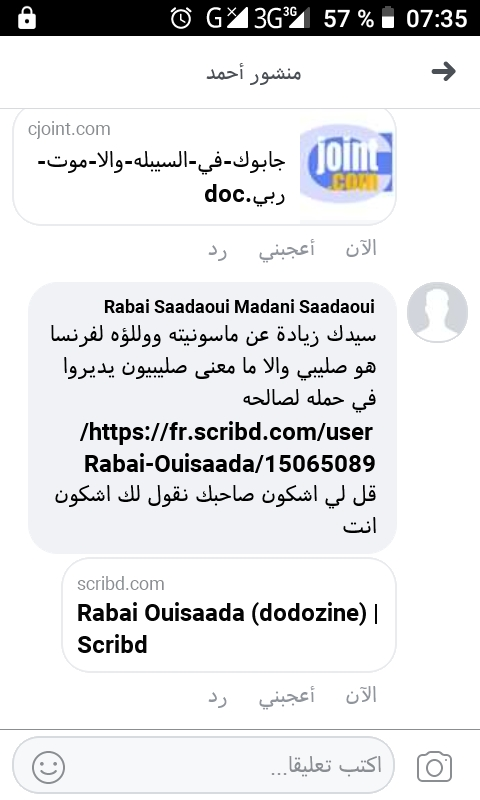 G 3G 3G 57 % 07:35
منشور أحمد
cjoint.com
جابوك-في-السيبله-والا-موت-
ربي.doc
joint
.COM
الآن أعجبني رد
Rabai Saadaoui Madani Saadaoui
سيدك زيادة عن ماسونيته ووللؤه لفرنسا
هو صليبي والا ما معنى صليبيون يديروا
في حمله لصالحه
https://fr.scribd.com/user/
15065089/Rabai-Ouisaada
قل لي اشكون صاحبك نقول لك اشكون
انت
scribd.com
Rabai Ouisaada (dodozine) |
Scribd
الآن أعجبني رد
اكتب تعليقا...